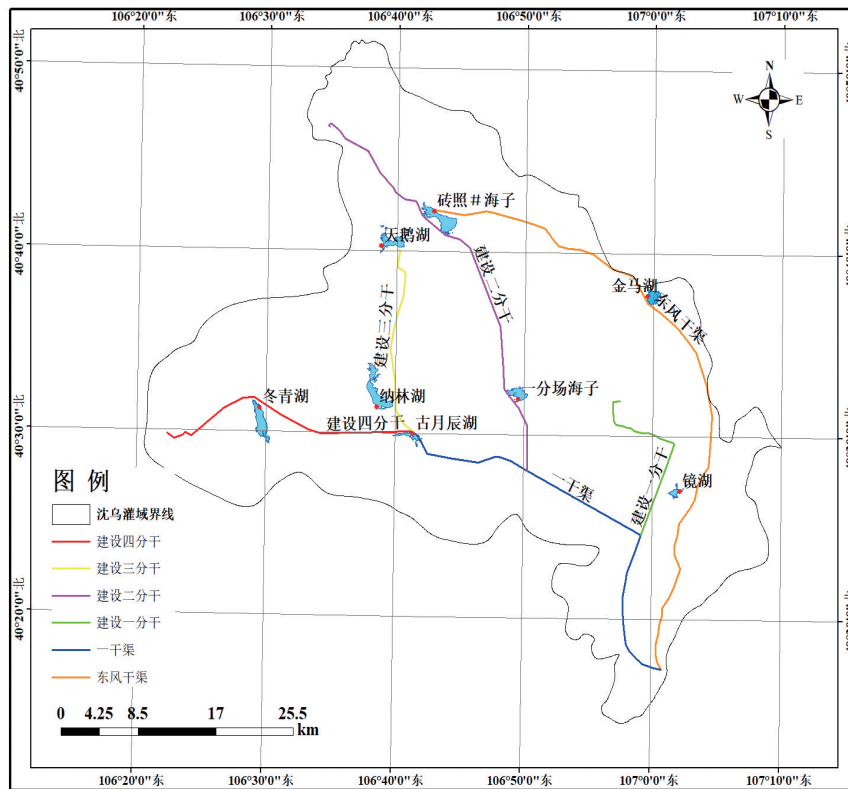 106°20'0"东 106°30'0"东 106°40'0"东 106°50'0"东 107°0'0"东 107°10'0"东
N
W E
S
40°50'0"北
砖照#海子
天鹅湖
40°40'0"北
建设二分干
金马湖
东风干渠
建设三分干
冬青湖
纳林湖
一分场海子
建设四分干 古月辰湖
40°30'0"北
图 例
一干渠
建设一分干
镜湖
沈乌灌域界线
建设四分干
建设三分干
建设二分干
建设一分干
一干渠
东风干渠
40°20'0"北
0 4.25 8.5 17 25.5
km
106°20'0"东 106°30'0"东 106°40'0"东 106°50'0"东 107°0'0"东 107°10'0"东